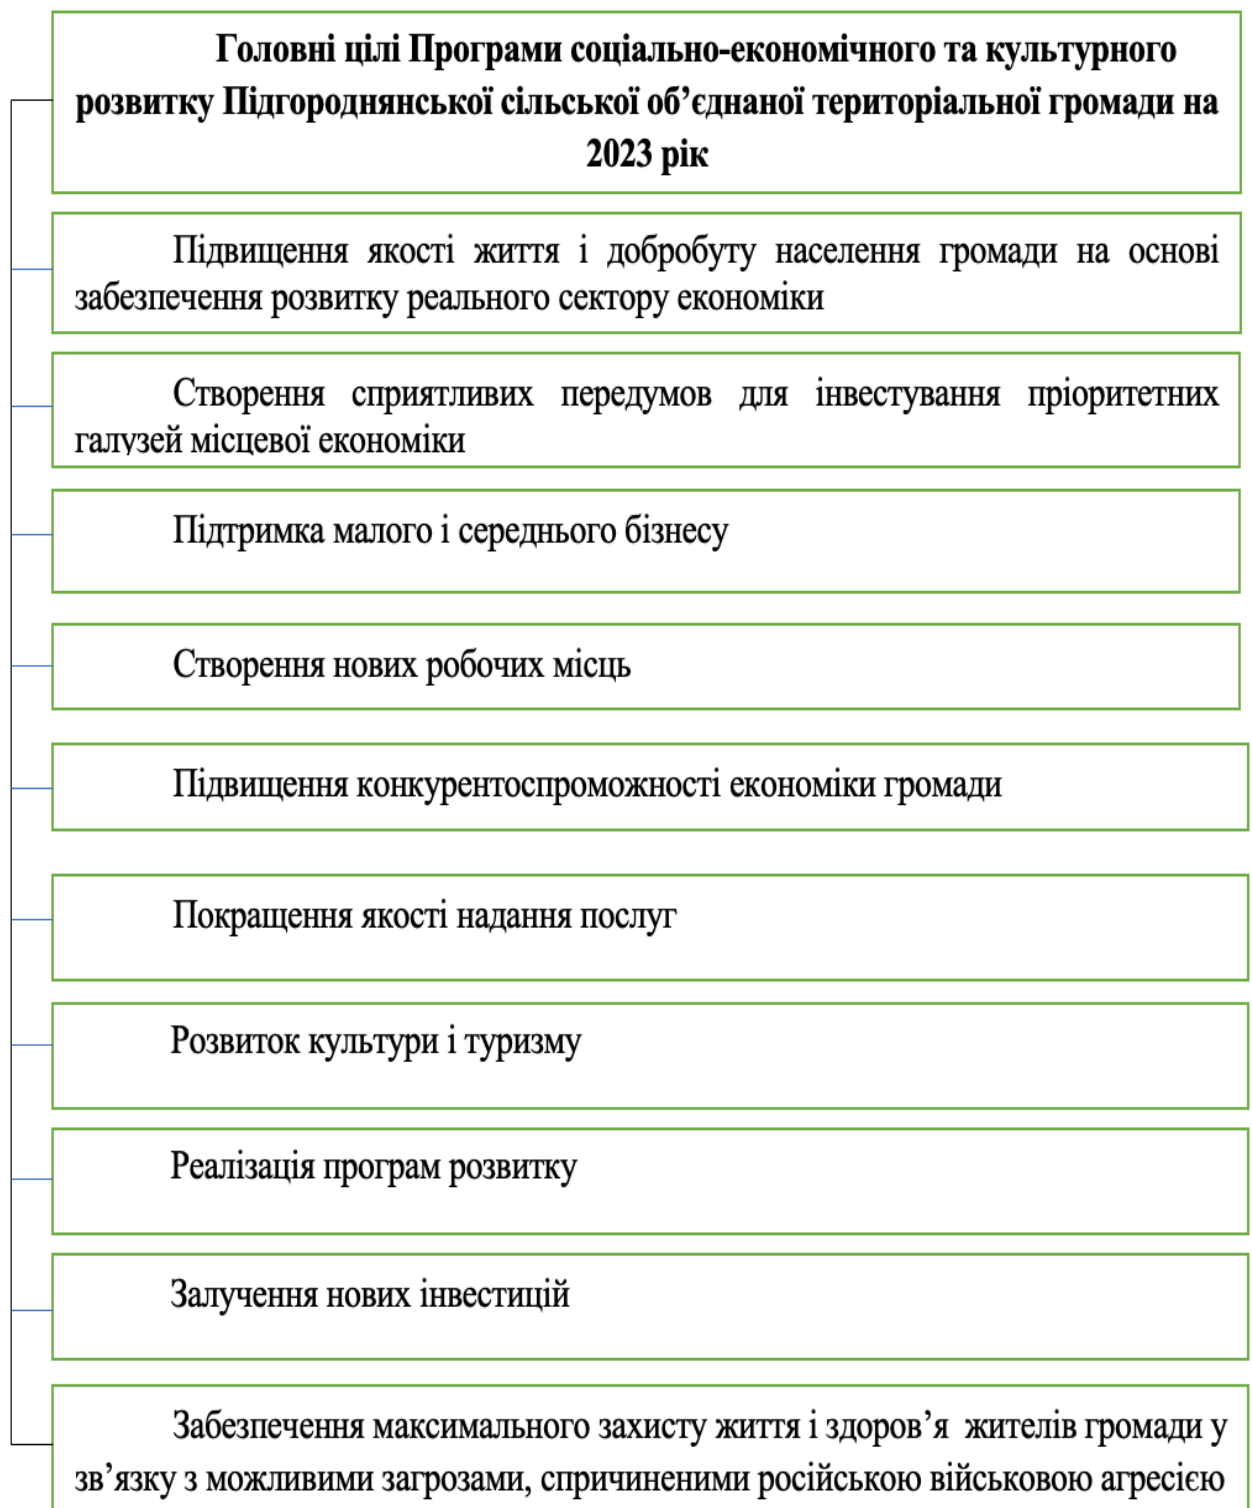 Головні цілі Програми соціально-економічного та культурного
розвитку Підгороднянської сільської об’єднаної територіальної громади на
2023 рік
Підвищення якості життя і добробуту населення громади на основі
забезпечення розвитку реального сектору економіки
Створення сприятливих передумов для інвестування пріоритетних
галузей місцевої економіки
Підтримка малого і середнього бізнесу
Створення нових робочих місць
Підвищення конкурентоспроможності економіки громади
Покращення якості надання послуг
Розвиток культури і туризму
Реалізація програм розвитку
Залучення нових інвестицій
Забезпечення максимального захисту життя і здоров’я жителів громади у
зв’язку з можливими загрозами, спричиненими російською військовою агресією